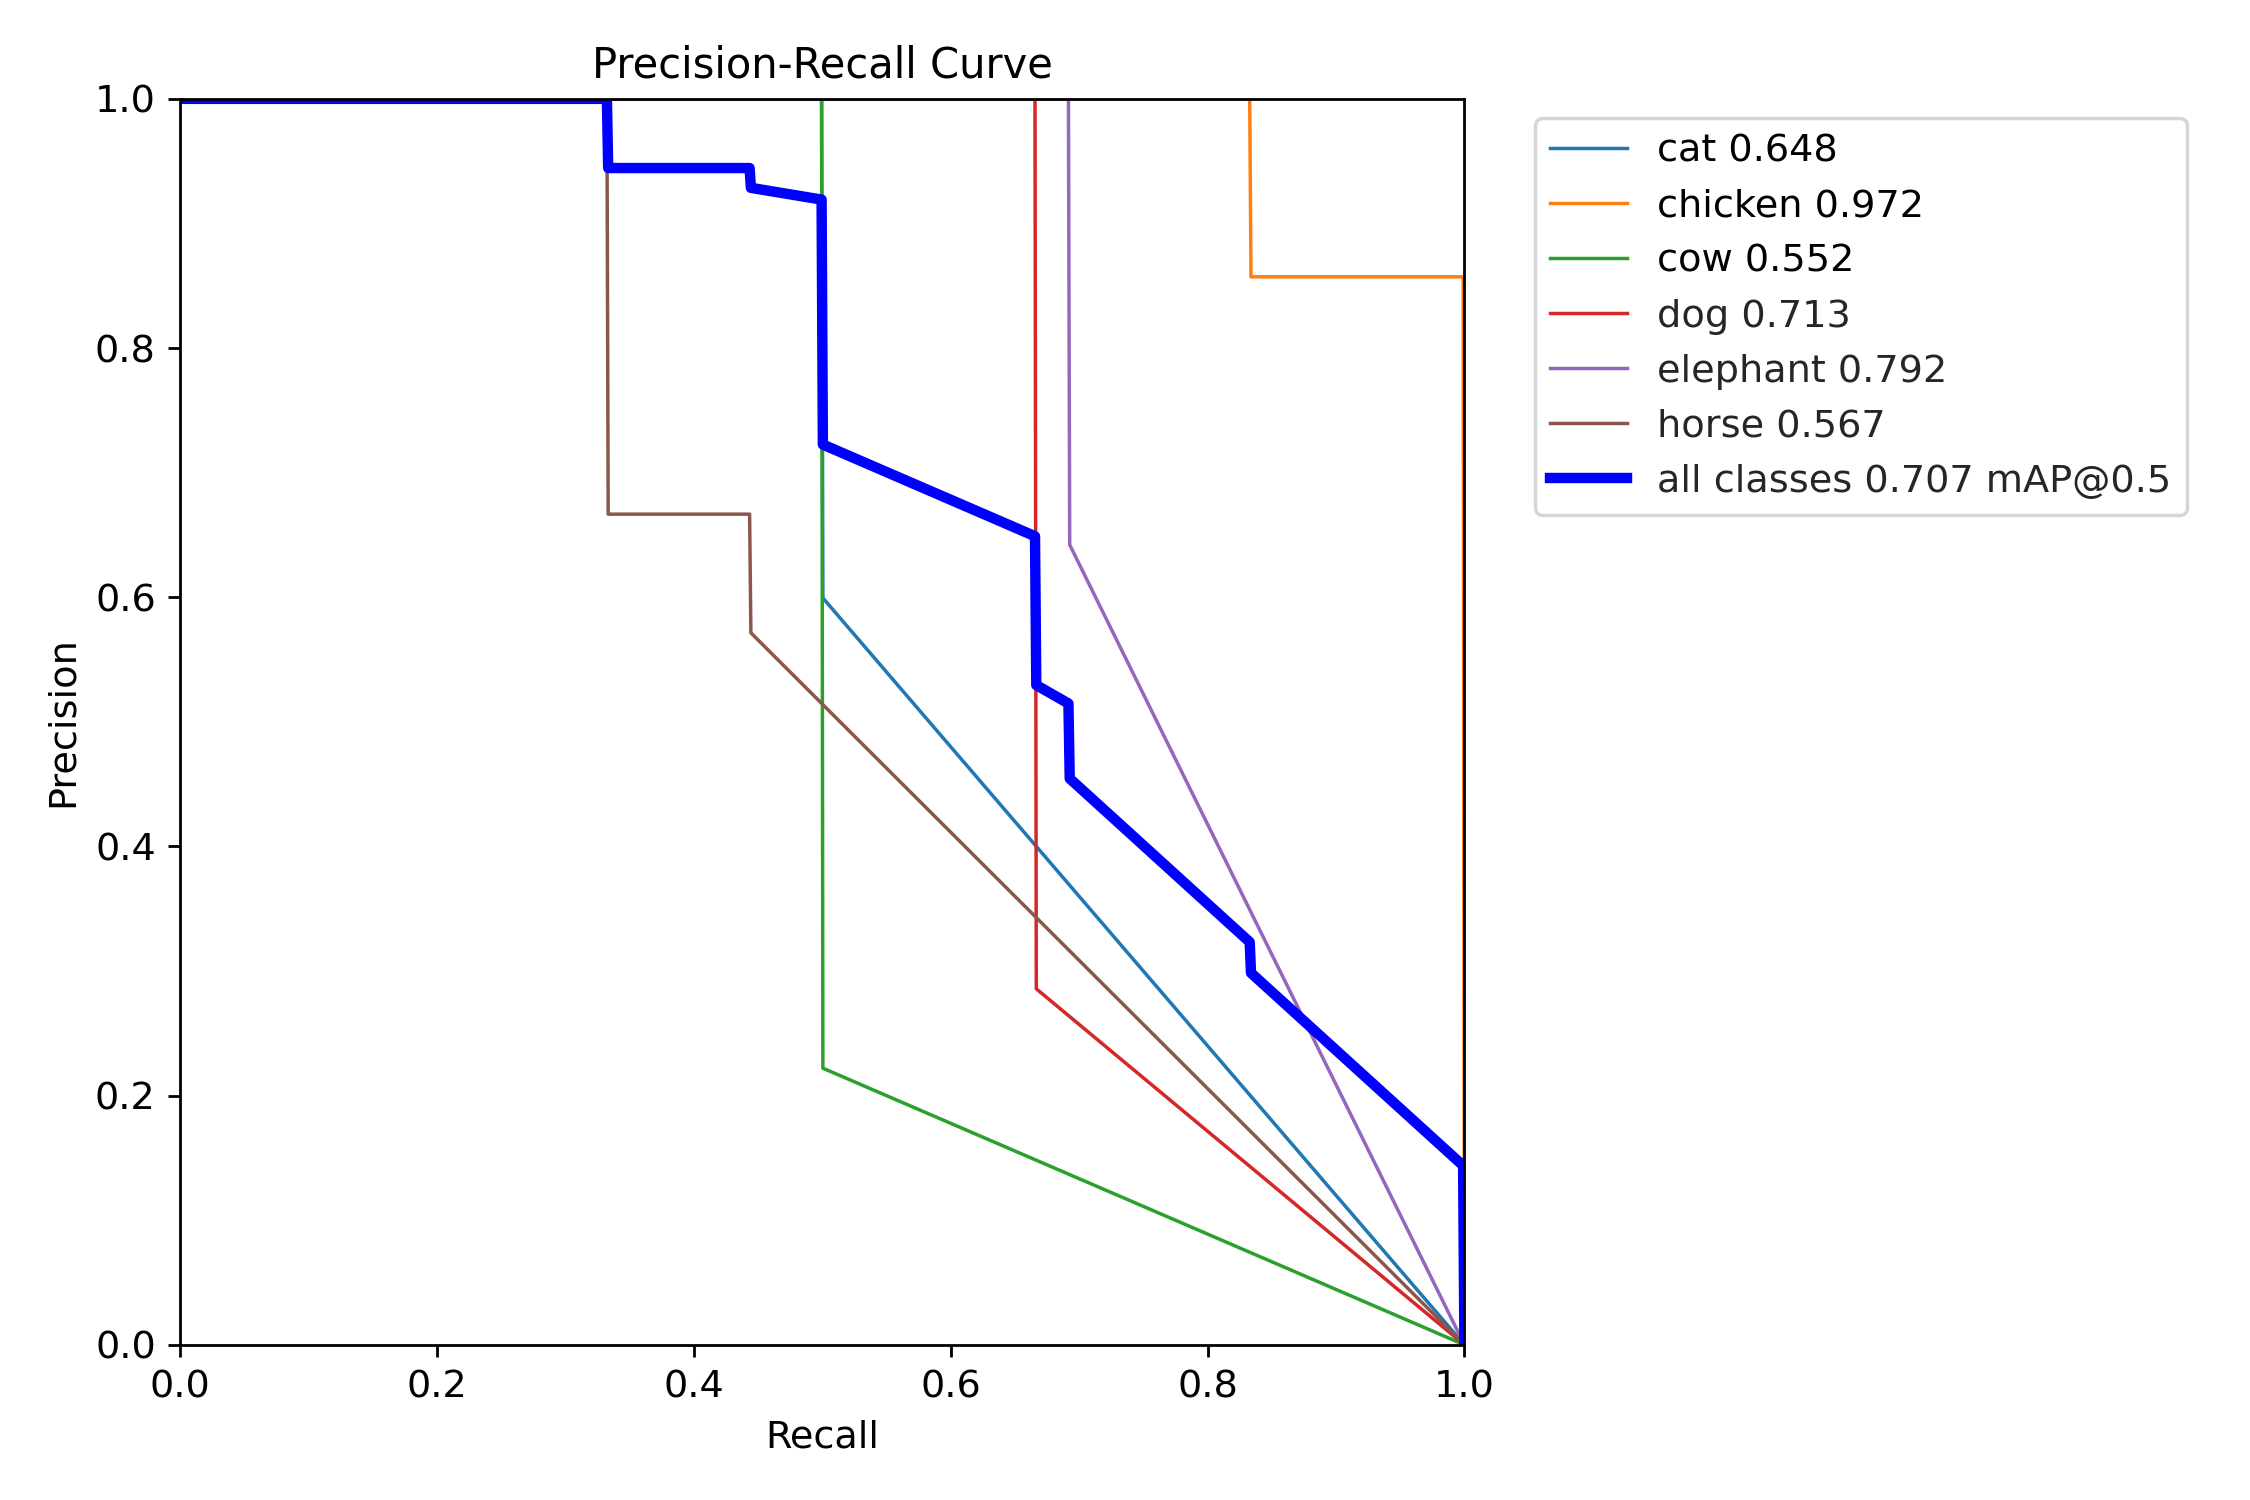 Precision-Recall Curve
1.0
0.8
0.6
0.4
0.2
0.0
Precision
0.0 0.2 0.4 0.6 0.8 1.0
Recall
cat 0.648
chicken 0.972
cow 0.552
dog 0.713
elephant 0.792
horse 0.567
all classes 0.707 mAP@0.5